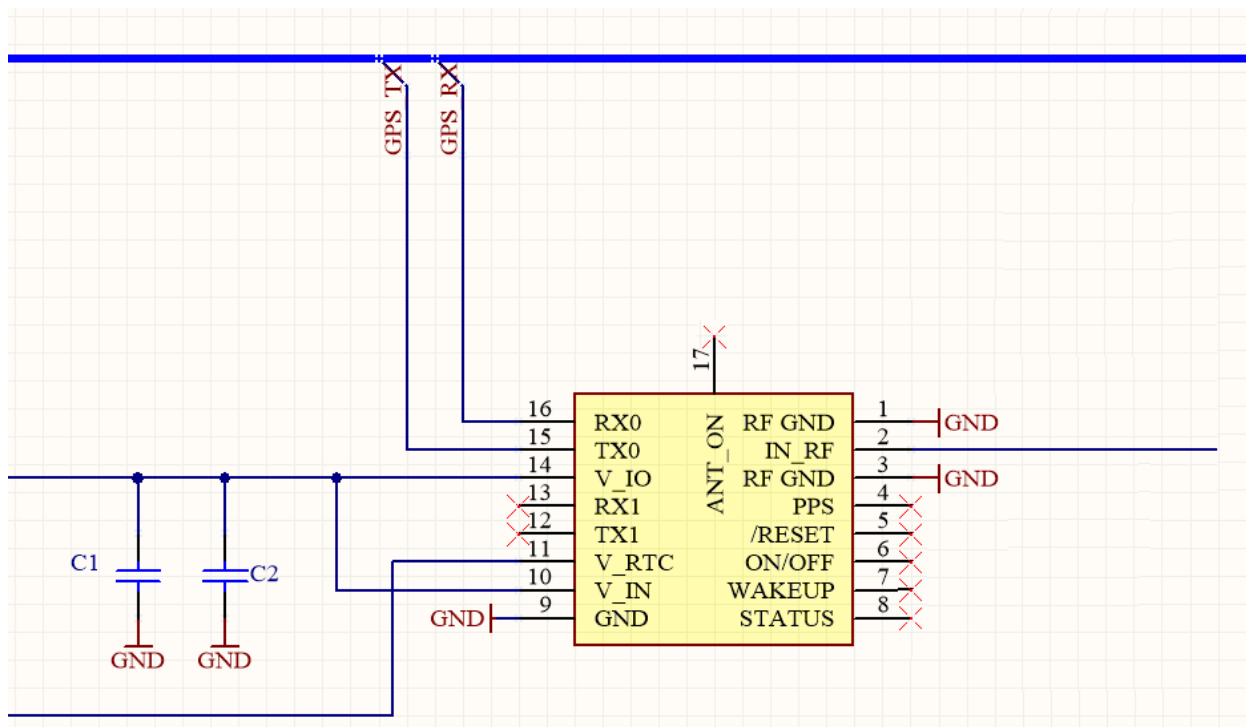 GPS TX
GPS RX
17
ANT_ON
16 RX0 RF GND 1 GND
15 TX0 IN_RF 2
14 V_IO RF GND 3 GND
13 RX1 PPS 4
12 TX1 /RESET 5
11 V_RTC ON/OFF 6
10 V_IN WAKEUP 7
GND 9 GND STATUS 8
C1 C2
GND GND